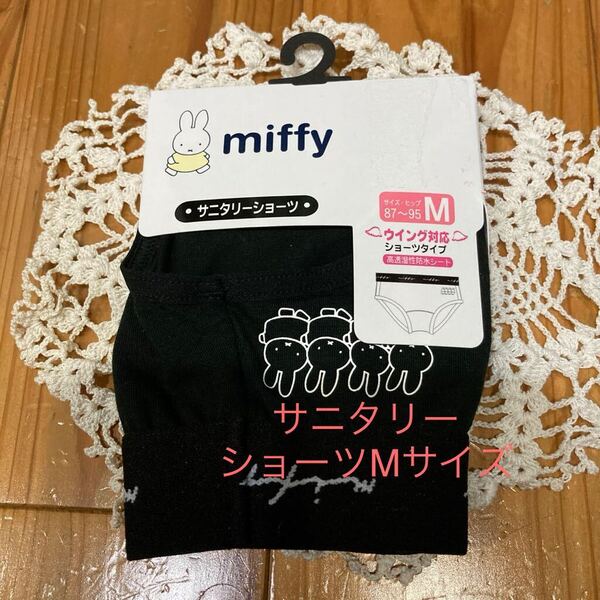 miffy
• サニタリーショーツ •
サイズ・ヒップ
87〜95 M
ウイング対応
ショーツタイプ
高透湿性防水シート
サニタリー
ショーツMサイズ